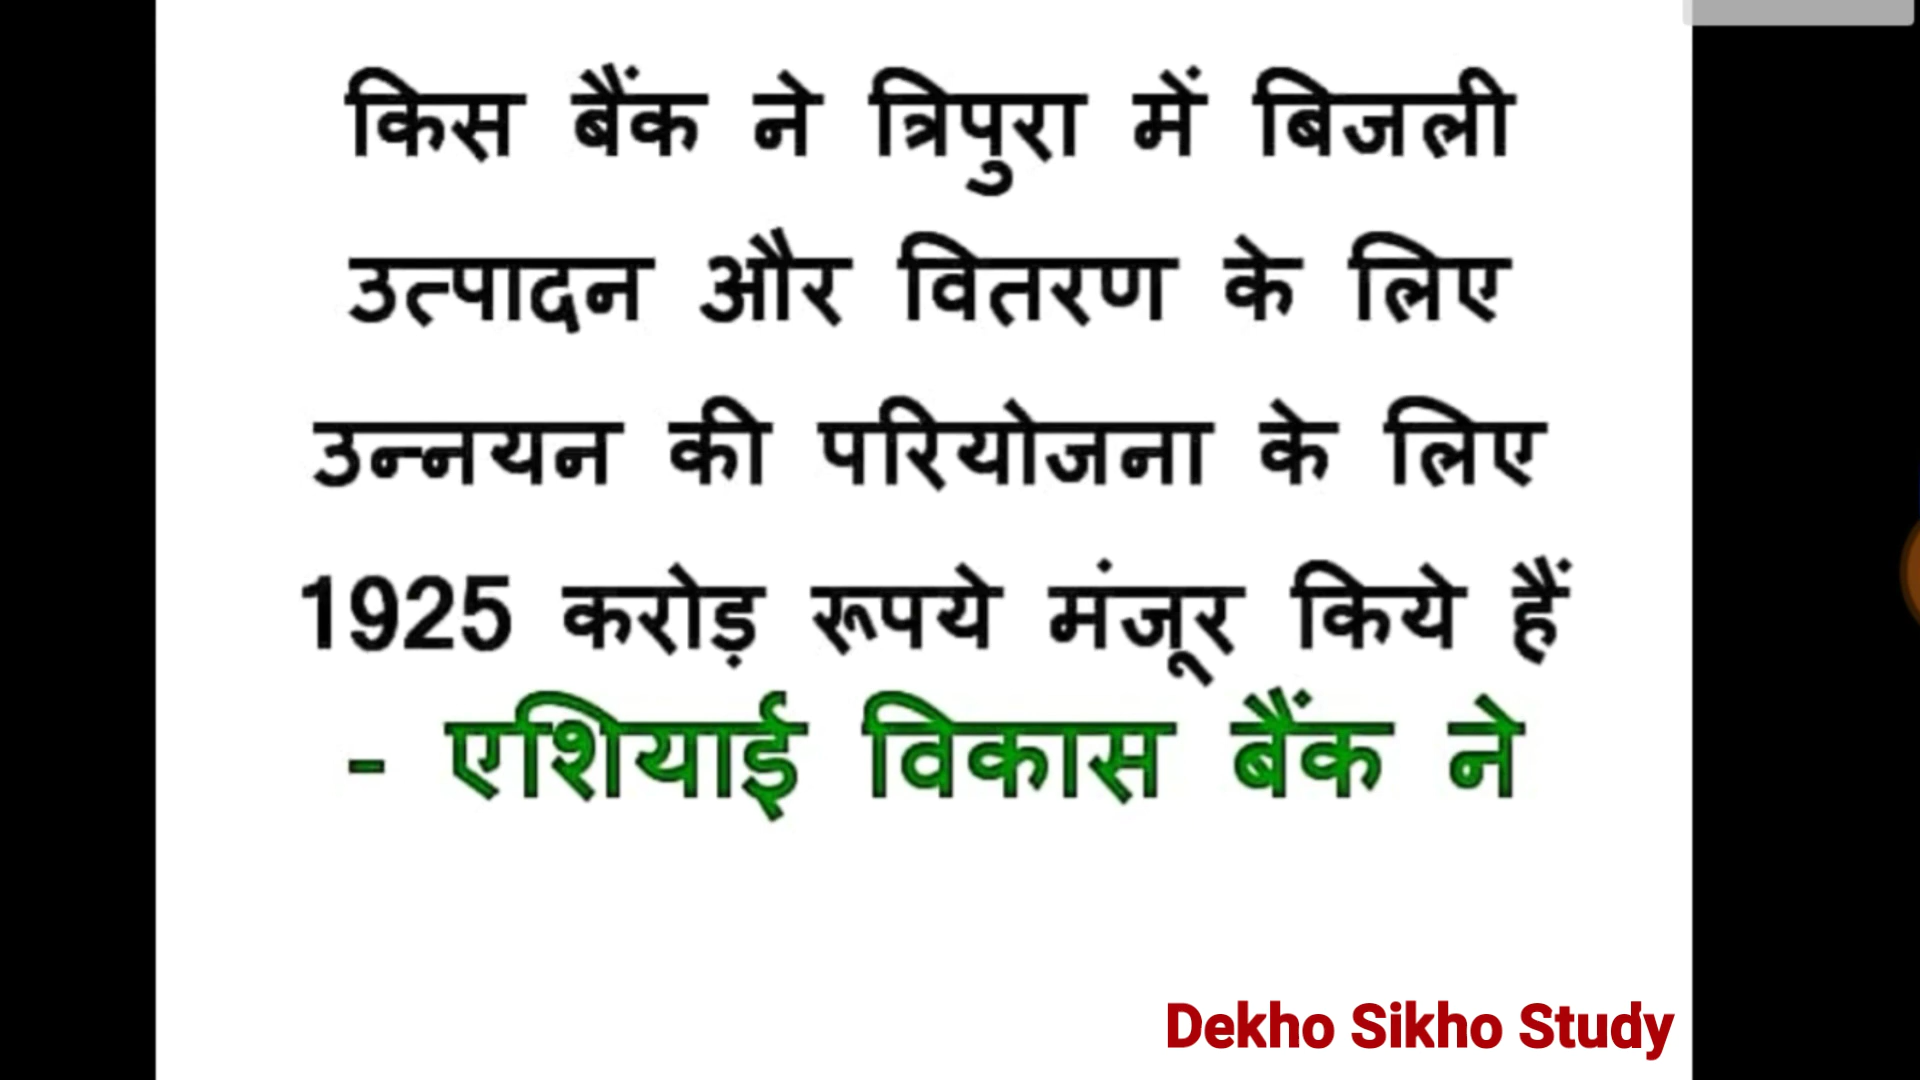 किस बैंक ने त्रिपुरा में बिजली
उत्पादन और वितरण के लिए
उन्नयन की परियोजना के लिए
1925 करोड़ रूपये मंजूर किये हैं
- एशियाई विकास बैंक ने
Dekho Sikho Study